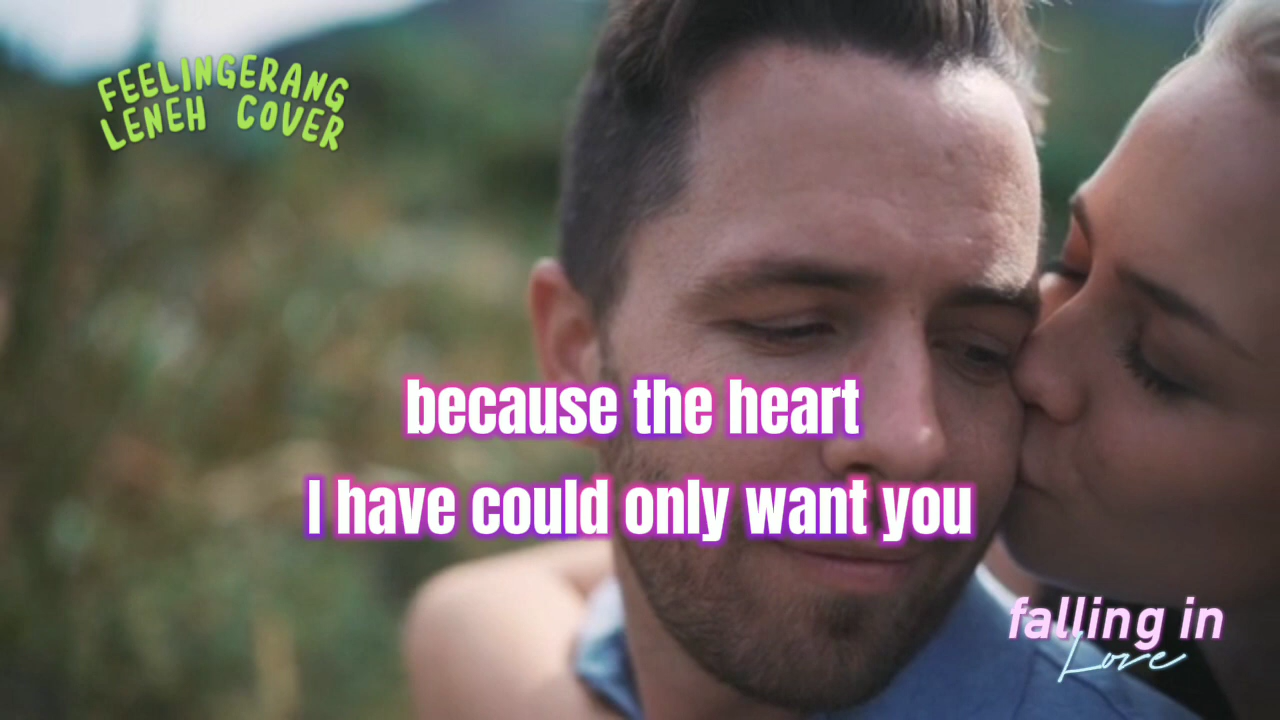 FEELINGERANG
LENEH COVER
because the heart
I have could only want you
falling in
Love